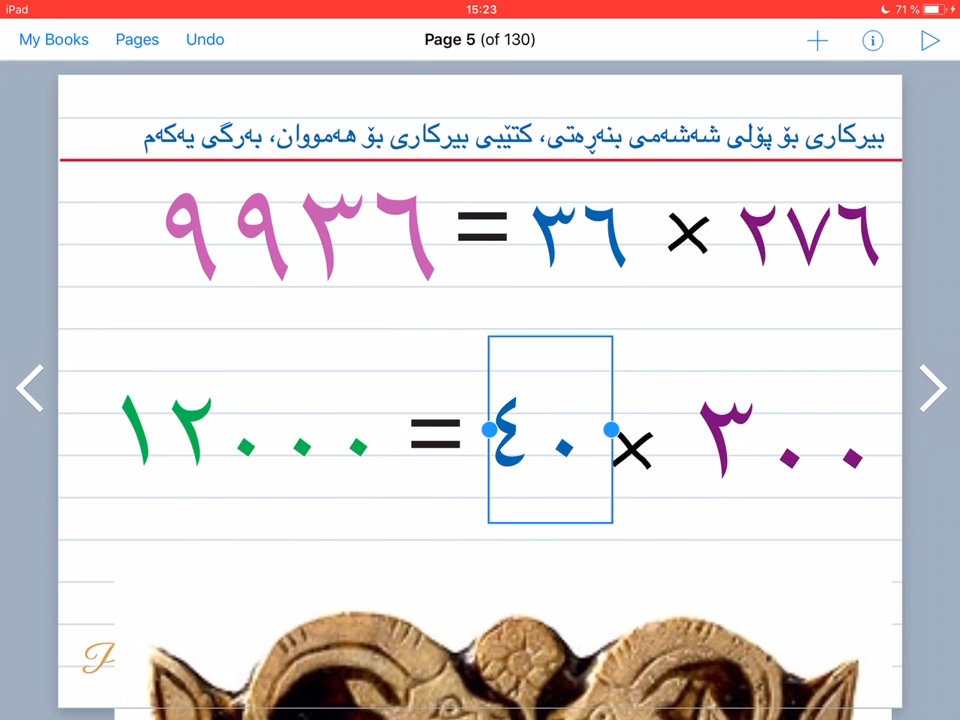 iPad 15:23 71 %
My Books Pages Undo Page 5 (of 130)
بیرکاری بۆ پۆلی شەشەمی بنەڕەتی، کتێبی بیرکاری بۆ هەمووان، بەرگی یەکەم
٢٧٦ × ٣٦ = ٩٩٣٦
٣٠٠ × ٤٠ = ١٢٠٠٠